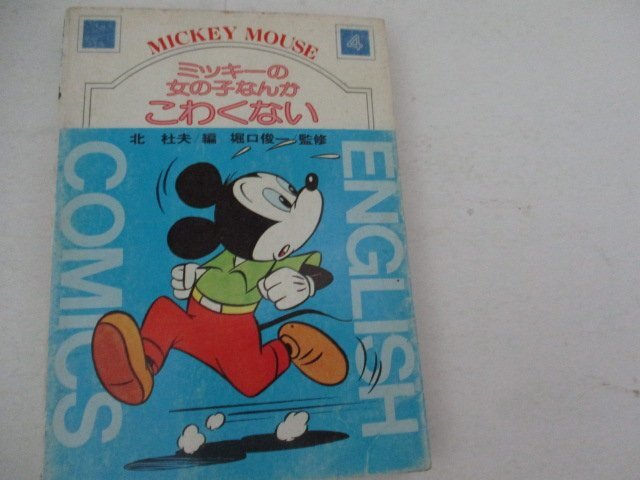 MICKEY MOUSE
4
ミッキーの
女の子なんか
こわくない
北 杜夫/編 堀口俊一/監修
ENGLISH
COMICS